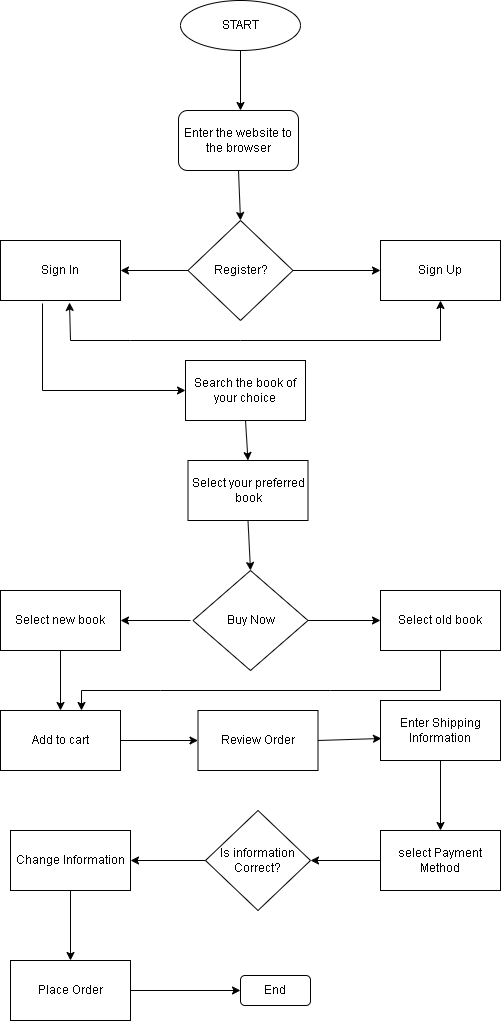 START
Enter the website to
the browser
Sign In
Register?
Sign Up
Search the book of
your choice
Select your preferred
book
Select new book
Buy Now
Select old book
Add to cart
Review Order
Enter Shipping
Information
Change Information
Is information
Correct?
select Payment
Method
Place Order
End